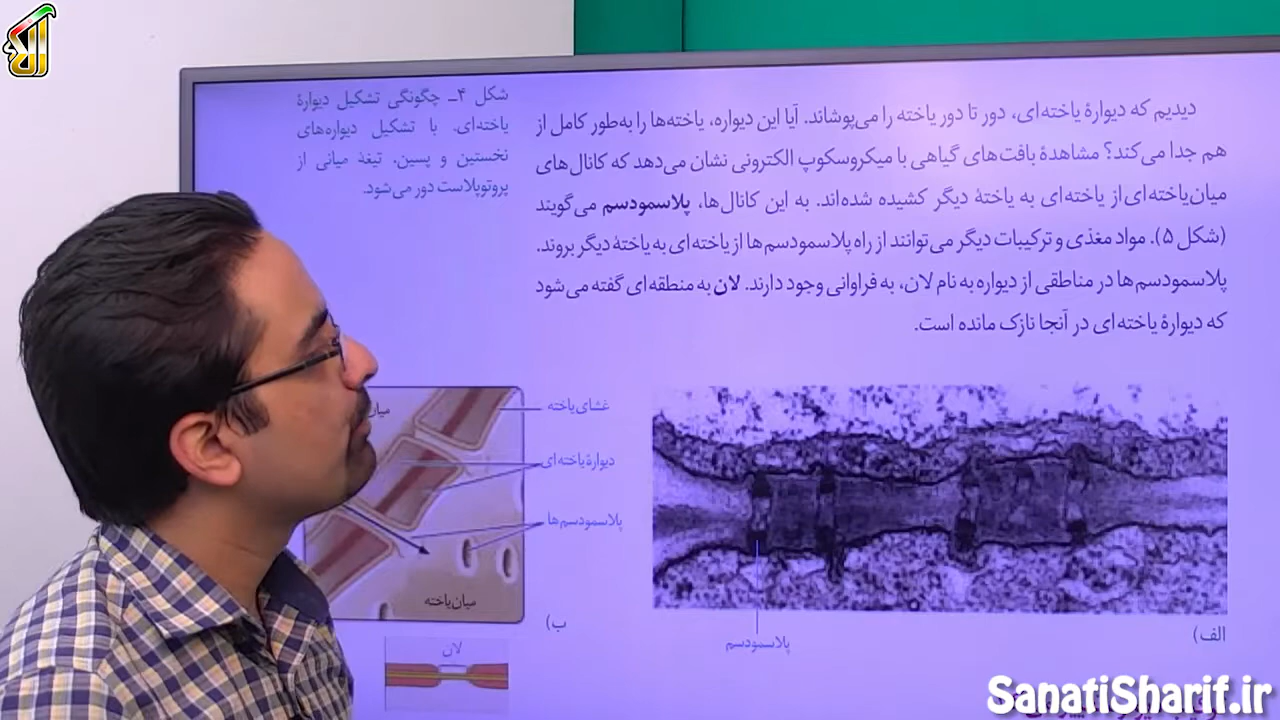 دیدیم که دیوارهٔ یاخته‌ای، دور تا دور یاخته را می‌پوشاند. آیا این دیواره، یاخته‌ها را به‌طور کامل از
هم جدا می‌کند؟ مشاهدهٔ بافت‌های گیاهی با میکروسکوپ الکترونی نشان می‌دهد که کانال‌های
میان‌یاخته‌ای از یاخته‌ای به یاختهٔ دیگر کشیده شده‌اند. به این کانال‌ها، پلاسمودسم می‌گویند
(شکل ۵). مواد مغذی و ترکیبات دیگر می‌توانند از راه پلاسمودسم‌ها از یاخته‌ای به یاختهٔ دیگر بروند.
پلاسمودسم‌ها در مناطقی از دیواره به نام لان، به فراوانی وجود دارند. لان به منطقه‌ای گفته می‌شود
که دیوارهٔ یاخته‌ای در آنجا نازک مانده است.
شکل ۴ـ چگونگی تشکیل دیوارهٔ
یاخته‌ای. با تشکیل دیواره‌های
نخستین و پسین، تیغهٔ میانی از
پروتوپلاست دور می‌شود.
پلاسمودسم
الف)
غشای یاخته
دیوارهٔ یاخته‌ای
پلاسمودسم‌ها
میان‌یاخته
ب)
لان
SanatiSharif.ir